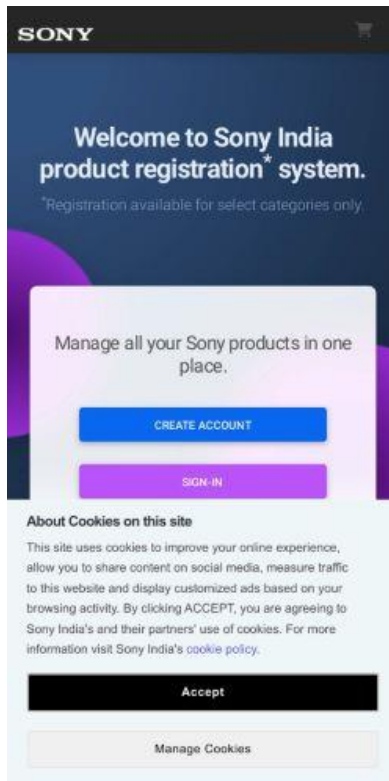 SONY
Welcome to Sony India
product registration* system.
*Registration available for select categories only.
Manage all your Sony products in one
place.
CREATE ACCOUNT
SIGN-IN
About Cookies on this site
This site uses cookies to improve your online experience,
allow you to share content on social media, measure traffic
to this website and display customized ads based on your
browsing activity. By clicking ACCEPT, you are agreeing to
Sony India's and their partners' use of cookies. For more
information visit Sony India's cookie policy.
Accept
Manage Cookies